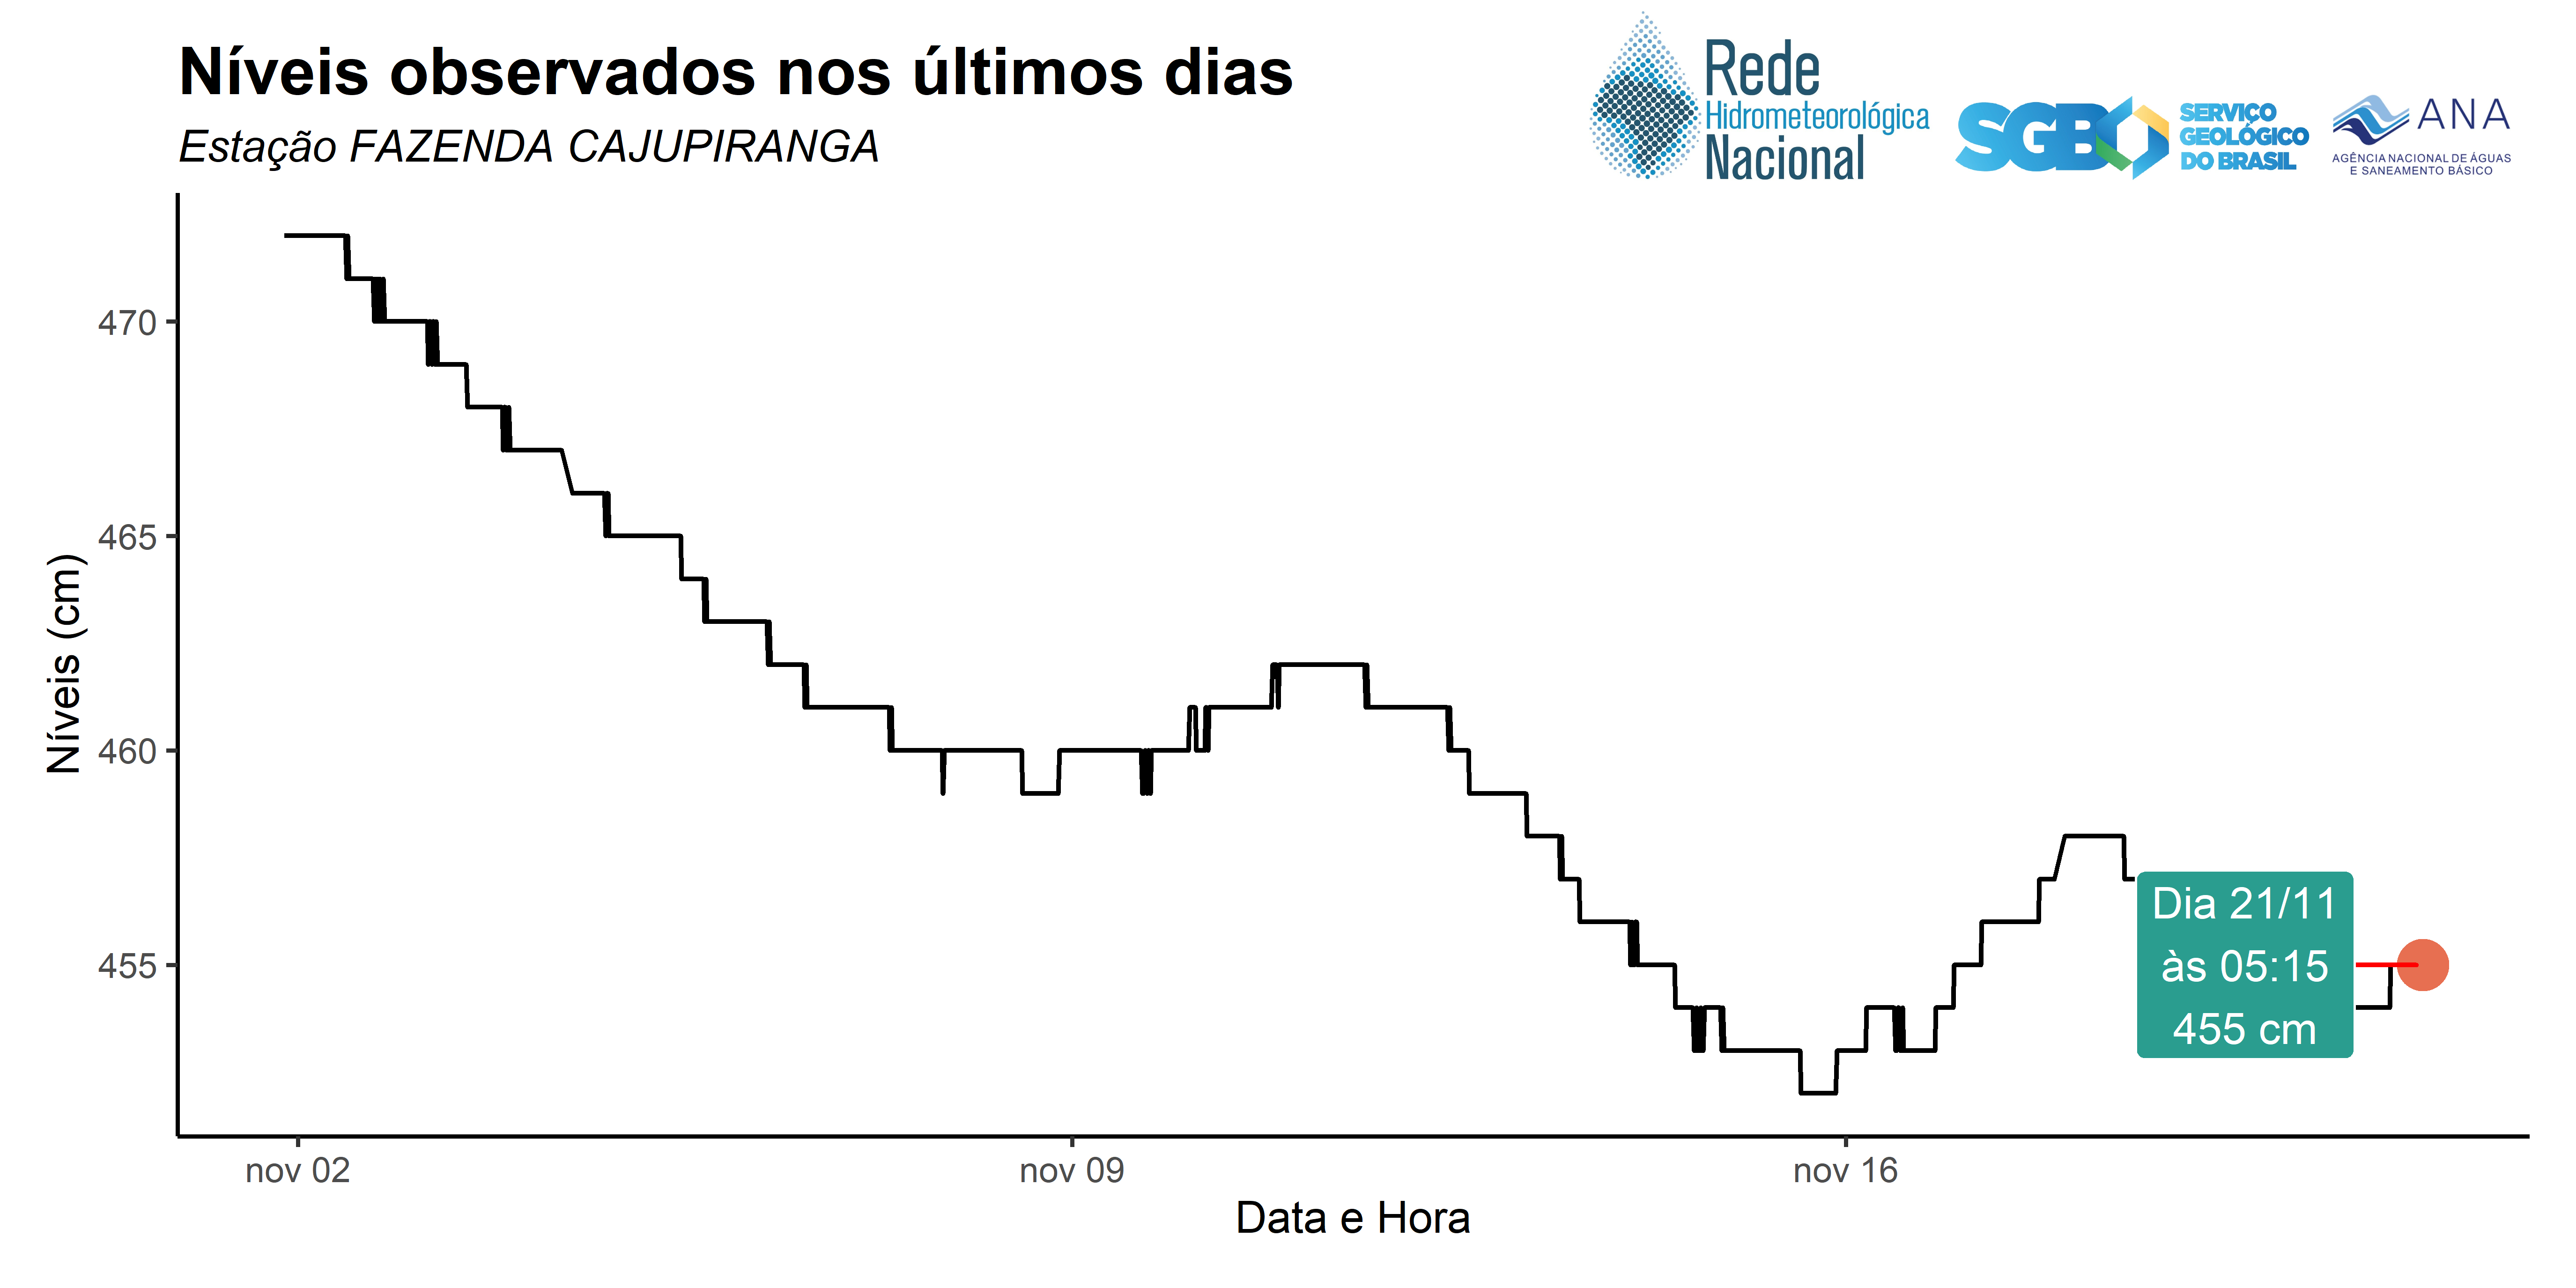 Níveis observados nos últimos dias
Estação FAZENDA CAJUPIRANGA
Rede
Hidrometeorológica
Nacional
SGB
SERVIÇO
GEOLÓGICO
DO BRASIL
ANA
AGÊNCIA NACIONAL DE ÁGUAS
E SANEAMENTO BÁSICO
Níveis (cm)
470
465
460
455
Dia 21/11
às 05:15
455 cm
nov 02
nov 09
nov 16
Data e Hora